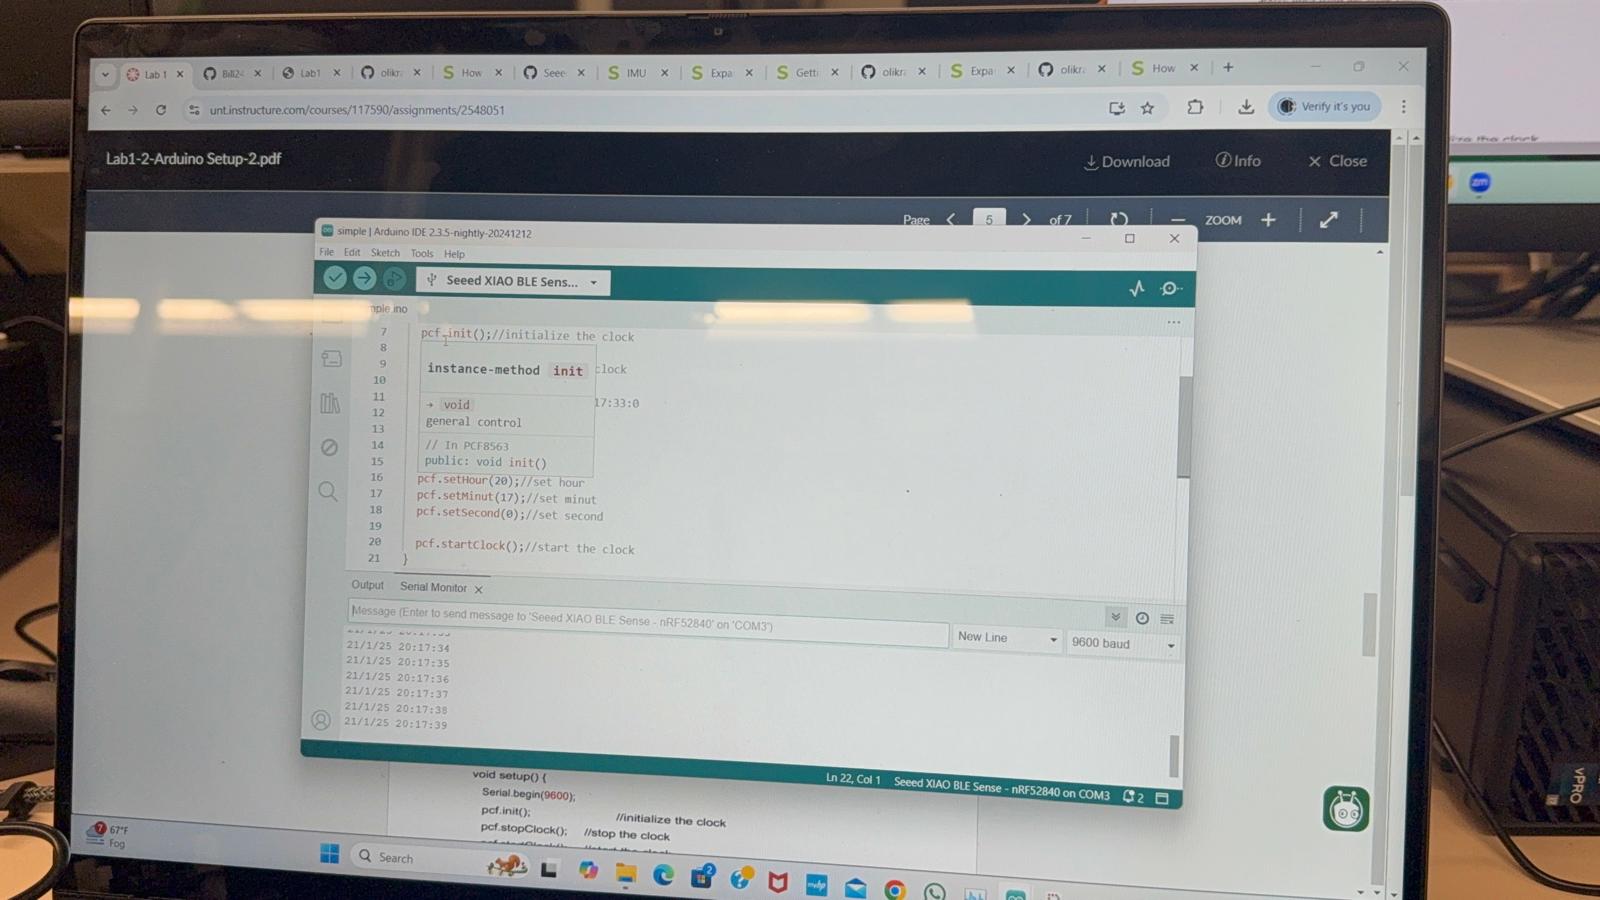 Lab 1
Bill24
Lab1
olikr
How
Seee
IMU
Expa
Getti
olikr
Expa
olikr
How
unt.instructure.com/courses/117590/assignments/2548051
Verify it's you
Lab1-2-Arduino Setup-2.pdf
Download
Info
Close
Page
5
of 7
ZOOM
simple | Arduino IDE 2.3.5-nightly-20241212
File Edit Sketch Tools Help
Seeed XIAO BLE Sens...
mple.ino
7 pcf.init();//initialize the clock
8
instance-method init
9 clock
10
→ void
11 17:33:0
12
general control
13
14 // In PCF8563
15 public: void init()
16 pcf.setHour(20);//set hour
17 pcf.setMinut(17);//set minut
18 pcf.setSecond(0);//set second
19
20 pcf.startClock();//start the clock
21 }
Output Serial Monitor
Message (Enter to send message to 'Seeed XIAO BLE Sense - nRF52840' on 'COM3')
New Line
9600 baud
21/1/25 20:17:34
21/1/25 20:17:35
21/1/25 20:17:36
21/1/25 20:17:37
21/1/25 20:17:38
21/1/25 20:17:39
Ln 22, Col 1 Seeed XIAO BLE Sense - nRF52840 on COM3 2
void setup() {
Serial.begin(9600);
pcf.init(); //initialize the clock
pcf.stopClock(); //stop the clock
7
67°F
Fog
Search
2
myhp
zm
the clock
VPRO